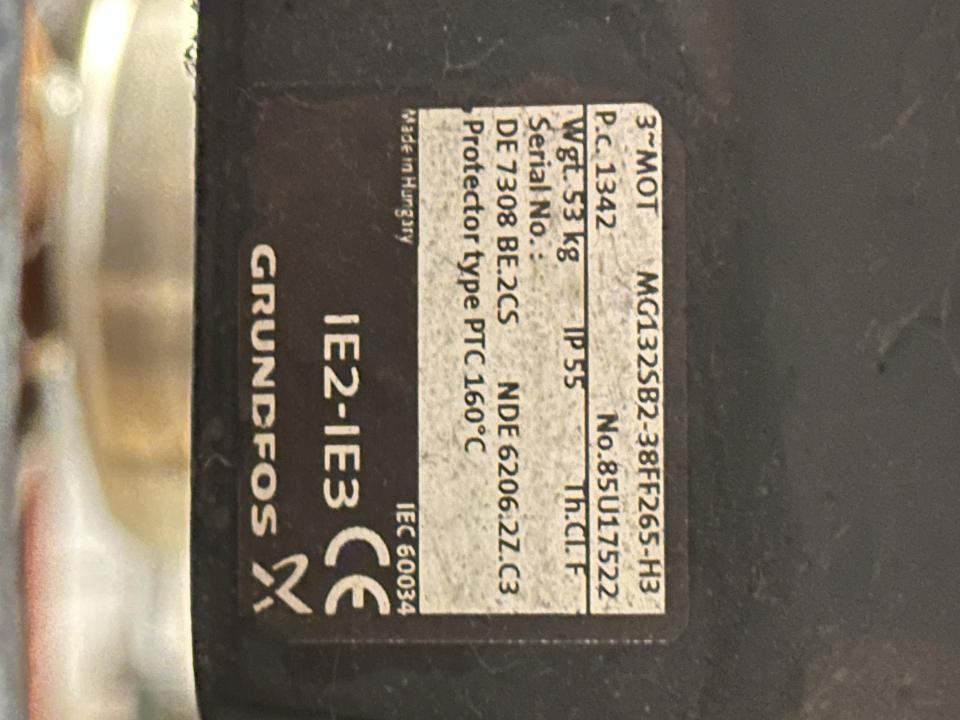 3~MOT MG132SB2-38FF265-H3
P.c. 1342 No.85U17522
Wgt. 53 kg IP 55 Th.Cl.F
Serial No.:
DE 7308 BE.2CS NDE 6206.2Z.C3
Protector type PTC 160°C
Made in Hungary IEC 60034
IE2-IE3 CE
GRUNDFOS